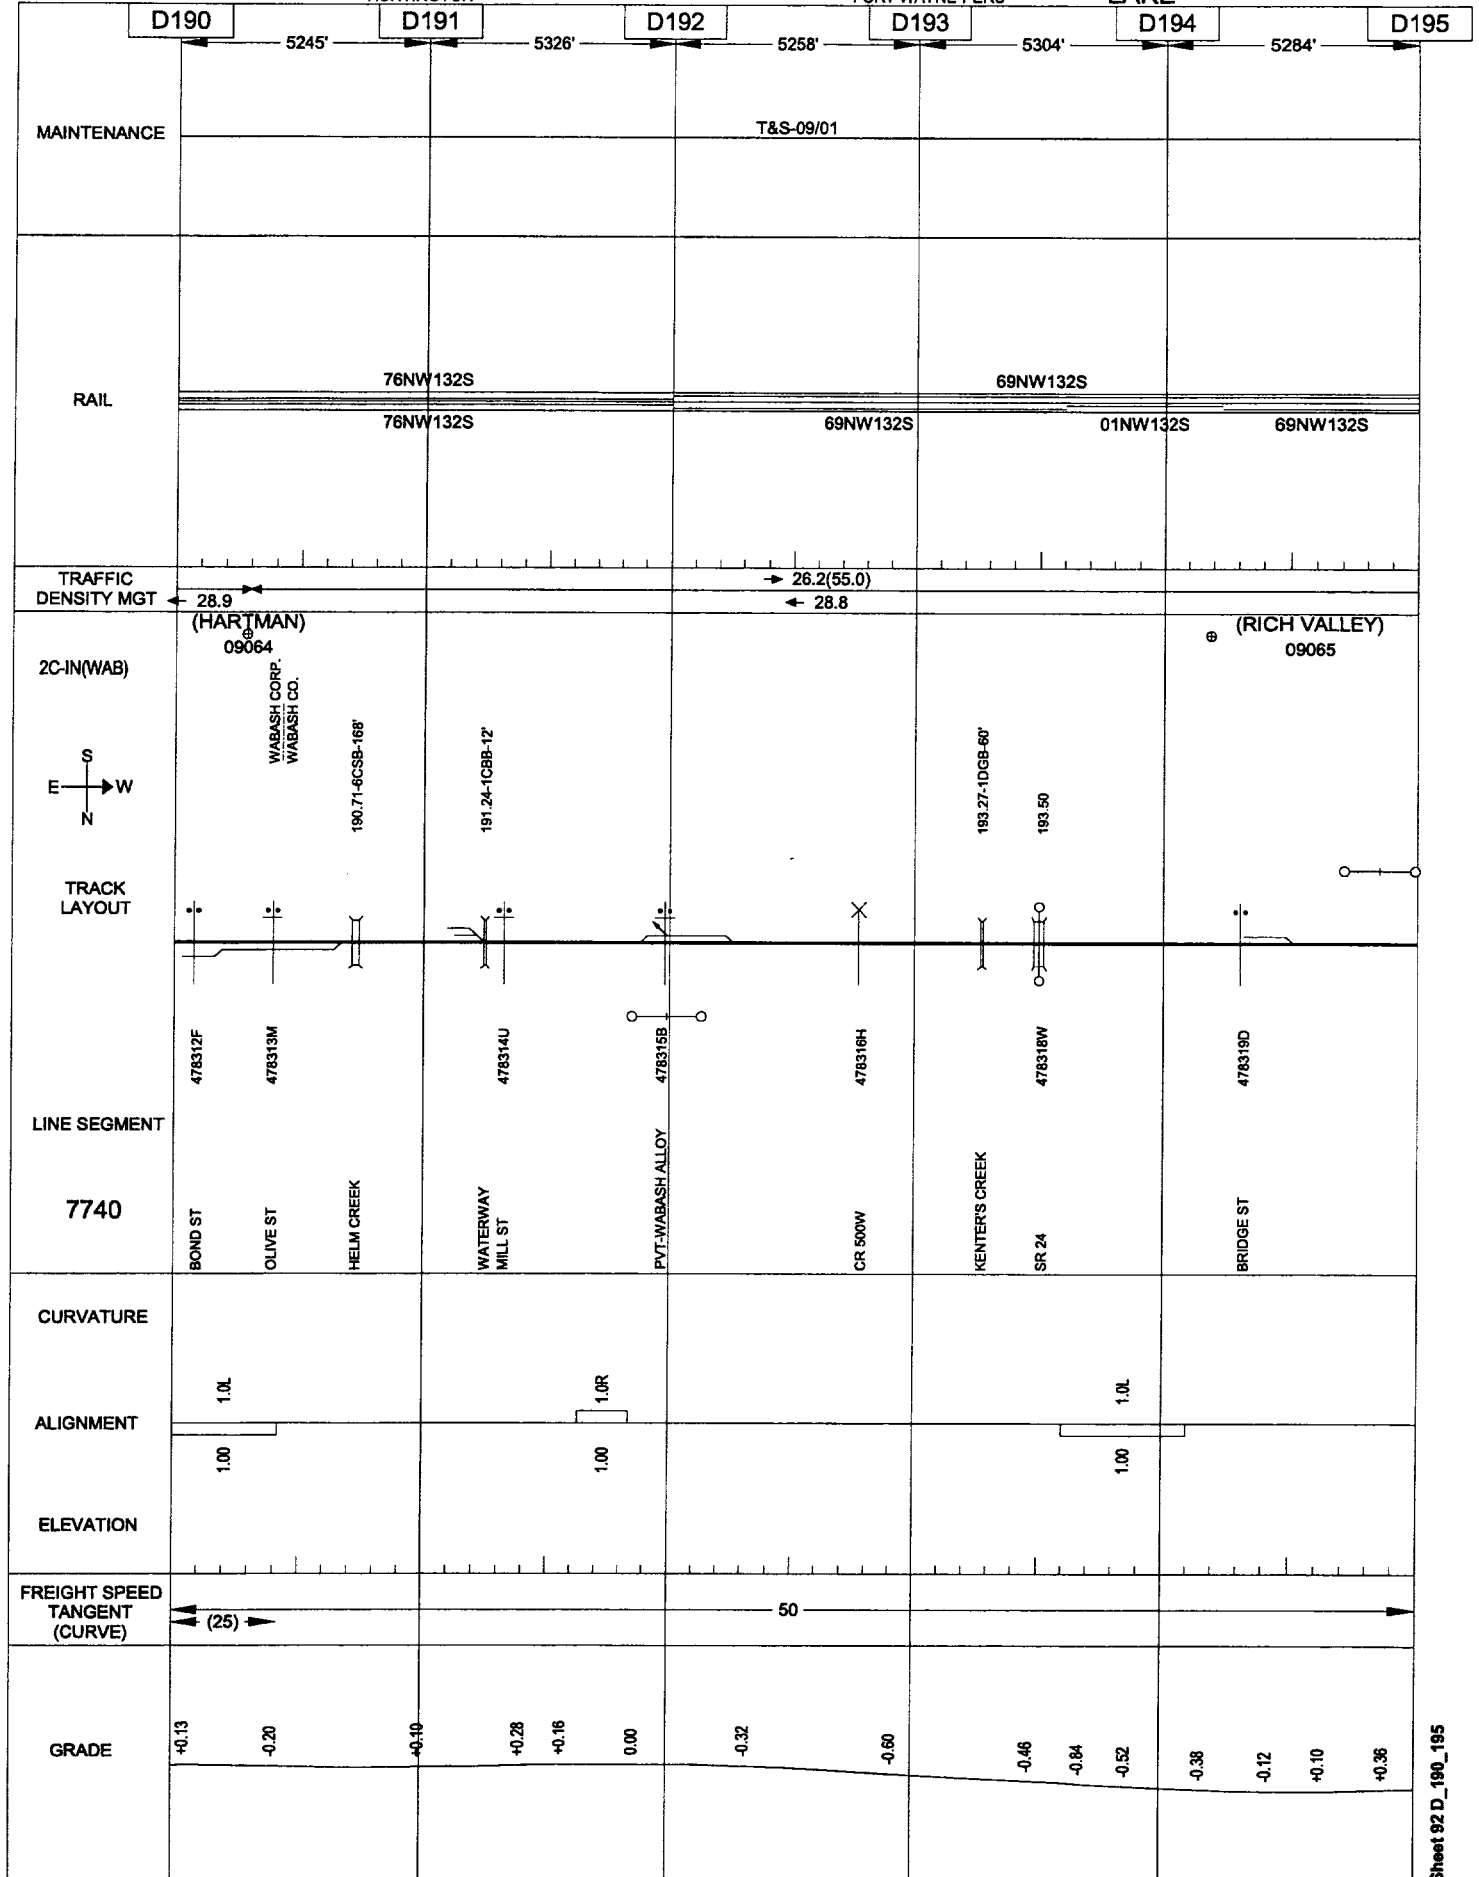 D190 D191 D192 D193 D194 D195
5245' 5326' 5258' 5304' 5284'
MAINTENANCE
T&S-09/01
RAIL
76NW132S 69NW132S
76NW132S 69NW132S 01NW132S 69NW132S
TRAFFIC
DENSITY MGT
26.2(55.0)
28.9 28.8
(HARTMAN)
09064
(RICH VALLEY)
09065
2C-IN(WAB)
WABASH CORP.
WABASH CO.
S
E W
N
190.71-6CSB-168'
191.24-1CBB-12'
193.27-1DGB-60'
193.50
TRACK
LAYOUT
478312F
478313M
478314U
478315B
478316H
478318W
478319D
LINE SEGMENT
7740
BOND ST
OLIVE ST
HELM CREEK
WATERWAY
MILL ST
PVT-WABASH ALLOY
CR 500W
KENTER'S CREEK
SR 24
BRIDGE ST
CURVATURE
1.0L 1.0R 1.0L
ALIGNMENT
1.00 1.00 1.00
ELEVATION
FREIGHT SPEED
TANGENT
(CURVE)
50
(25)
GRADE
+0.13 -0.20 +0.10 +0.28 +0.16 0.00 -0.32 -0.60 -0.46 -0.84 -0.52 -0.38 -0.12 +0.10 +0.36
Sheet 92 D_190_195